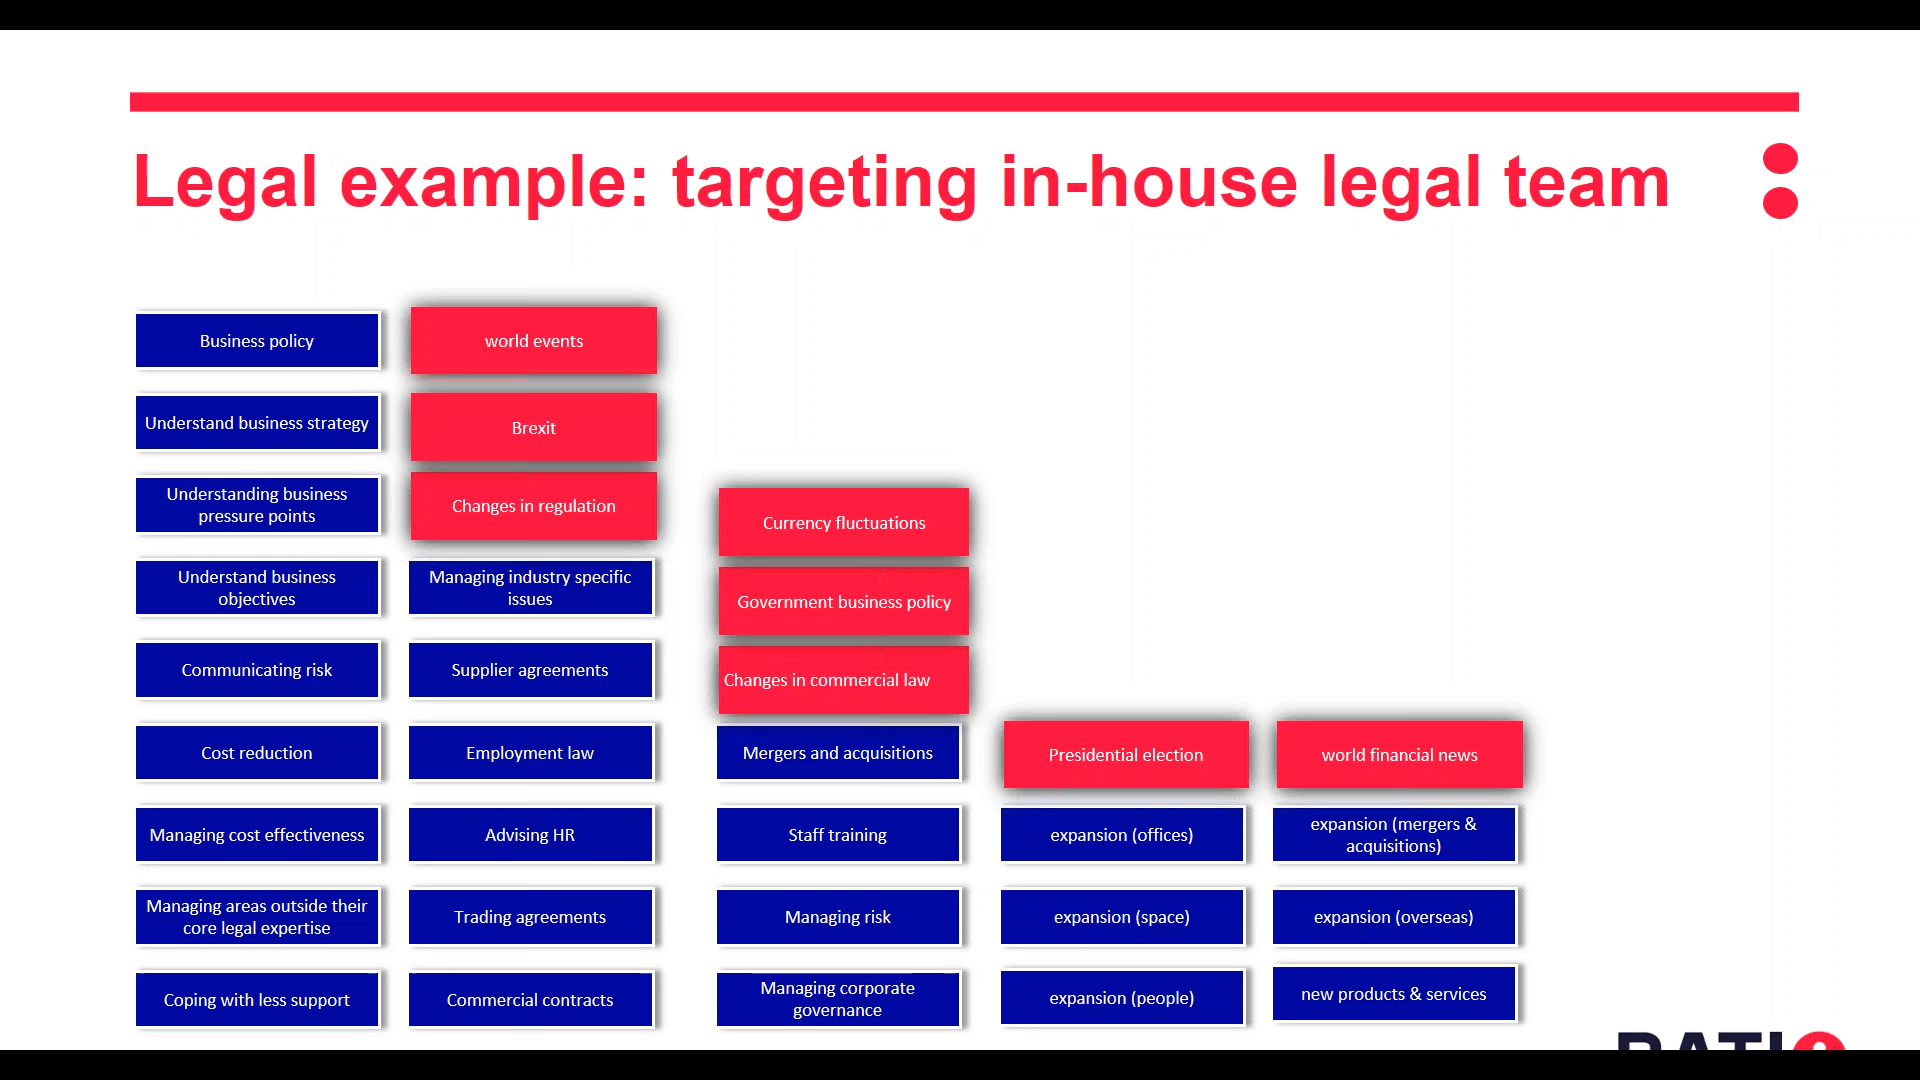 Legal example: targeting in-house legal team
Business policy
Understand business strategy
Understanding business
pressure points
Understand business
objectives
Communicating risk
Cost reduction
Managing cost effectiveness
Managing areas outside their
core legal expertise
Coping with less support
world events
Brexit
Changes in regulation
Managing industry specific
issues
Supplier agreements
Employment law
Advising HR
Trading agreements
Commercial contracts
Currency fluctuations
Government business policy
Changes in commercial law
Mergers and acquisitions
Staff training
Managing risk
Managing corporate
governance
Presidential election
expansion (offices)
expansion (space)
expansion (people)
world financial news
expansion (mergers &
acquisitions)
expansion (overseas)
new products & services